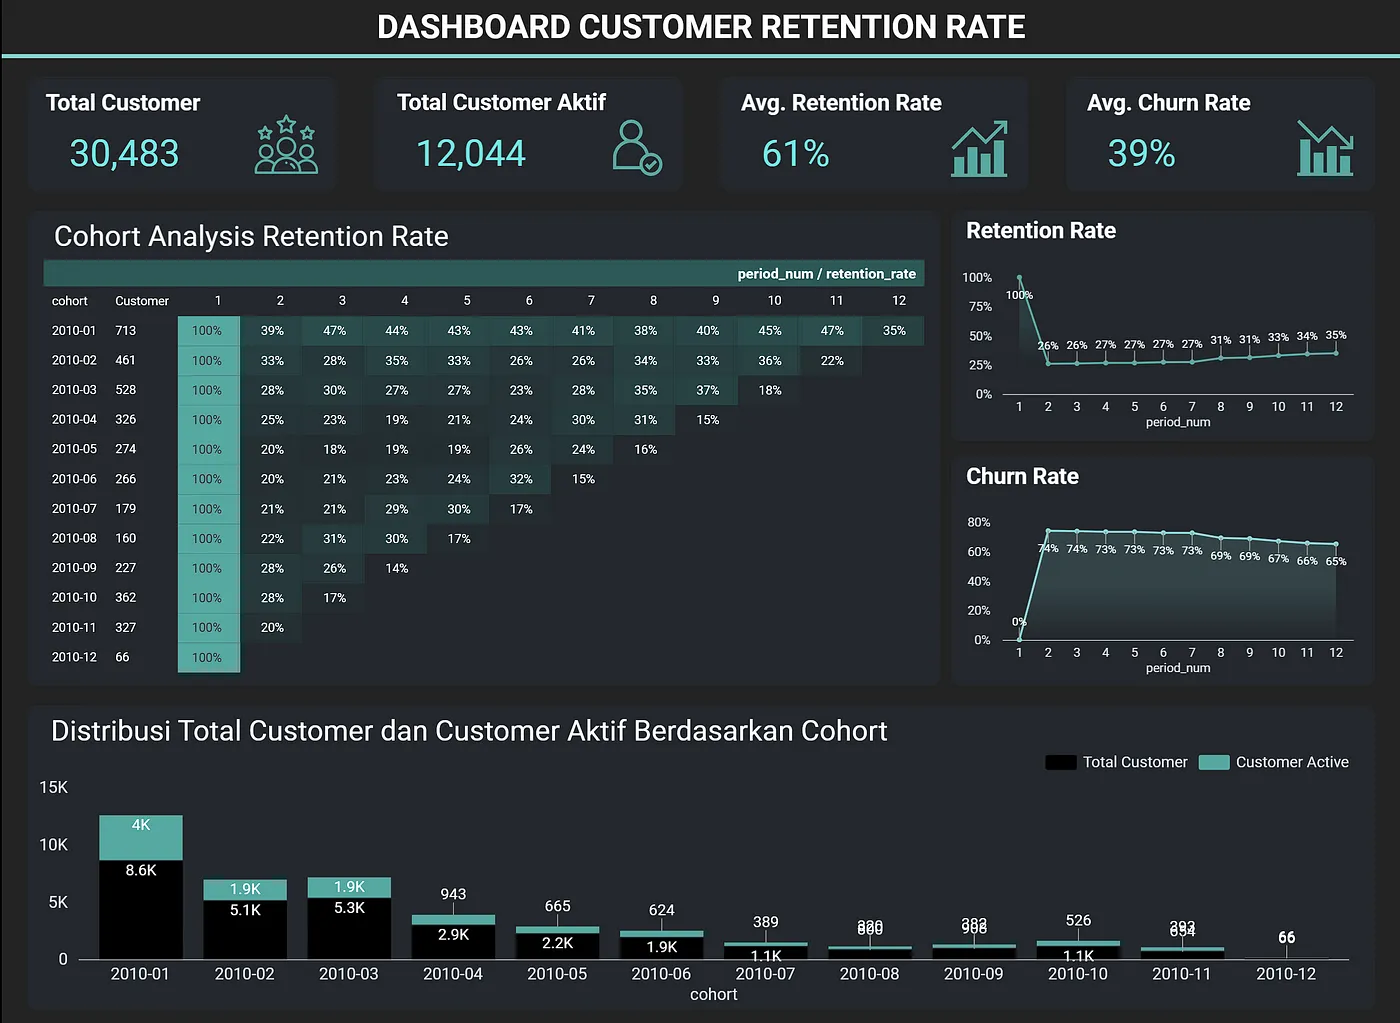 DASHBOARD CUSTOMER RETENTION RATE
Total Customer
30,483
Total Customer Aktif
12,044
Avg. Retention Rate
61%
Avg. Churn Rate
39%
Cohort Analysis Retention Rate
period_num / retention_rate
cohort Customer 1 2 3 4 5 6 7 8 9 10 11 12
2010-01 713 100% 39% 47% 44% 43% 43% 41% 38% 40% 45% 47% 35%
2010-02 461 100% 33% 28% 35% 33% 26% 26% 34% 33% 36% 22%
2010-03 528 100% 28% 30% 27% 27% 23% 28% 35% 37% 18%
2010-04 326 100% 25% 23% 19% 21% 24% 30% 31% 15%
2010-05 274 100% 20% 18% 19% 19% 26% 24% 16%
2010-06 266 100% 20% 21% 23% 24% 32% 15%
2010-07 179 100% 21% 21% 29% 30% 17%
2010-08 160 100% 22% 31% 30% 17%
2010-09 227 100% 28% 26% 14%
2010-10 362 100% 28% 17%
2010-11 327 100% 20%
2010-12 66 100%
Retention Rate
100%
75%
50%
25%
0%
100% 26% 26% 27% 27% 27% 27% 31% 31% 33% 34% 35%
1 2 3 4 5 6 7 8 9 10 11 12
period_num
Churn Rate
80%
60%
40%
20%
0%
0% 74% 74% 73% 73% 73% 73% 69% 69% 67% 66% 65%
1 2 3 4 5 6 7 8 9 10 11 12
period_num
Distribusi Total Customer dan Customer Aktif Berdasarkan Cohort
Total Customer Customer Active
15K
10K
5K
0
4K 1.9K 1.9K 943 665 624 389 526 66
8.6K 5.1K 5.3K 2.9K 2.2K 1.9K 1.1K 1.1K 66
2010-01 2010-02 2010-03 2010-04 2010-05 2010-06 2010-07 2010-08 2010-09 2010-10 2010-11 2010-12
cohort